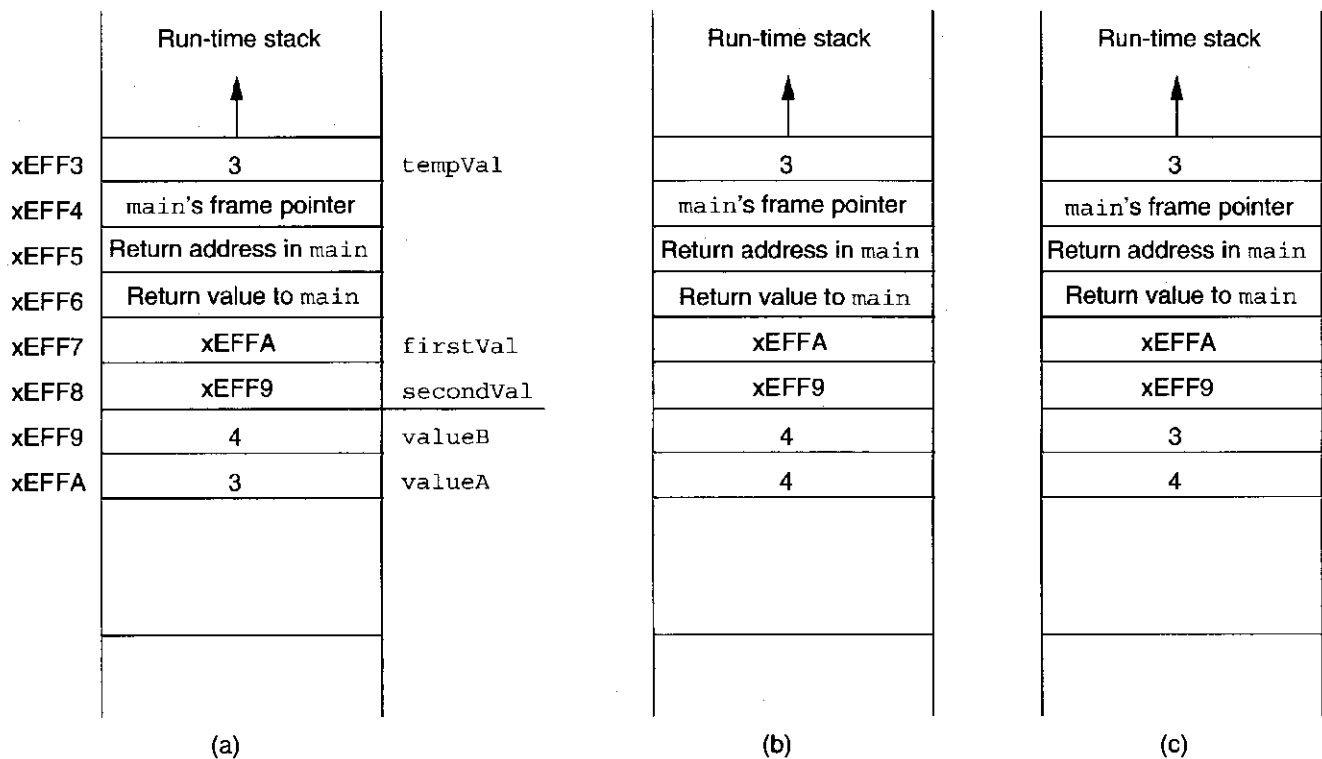 Run-time stack Run-time stack Run-time stack
xEFF3 3 tempVal 3 3
xEFF4 main's frame pointer main's frame pointer main's frame pointer
xEFF5 Return address in main Return address in main Return address in main
xEFF6 Return value to main Return value to main Return value to main
xEFF7 xEFFA firstVal xEFFA xEFFA
xEFF8 xEFF9 secondVal xEFF9 xEFF9
xEFF9 4 valueB 4 3
xEFFA 3 valueA 4 4
(a) (b) (c)